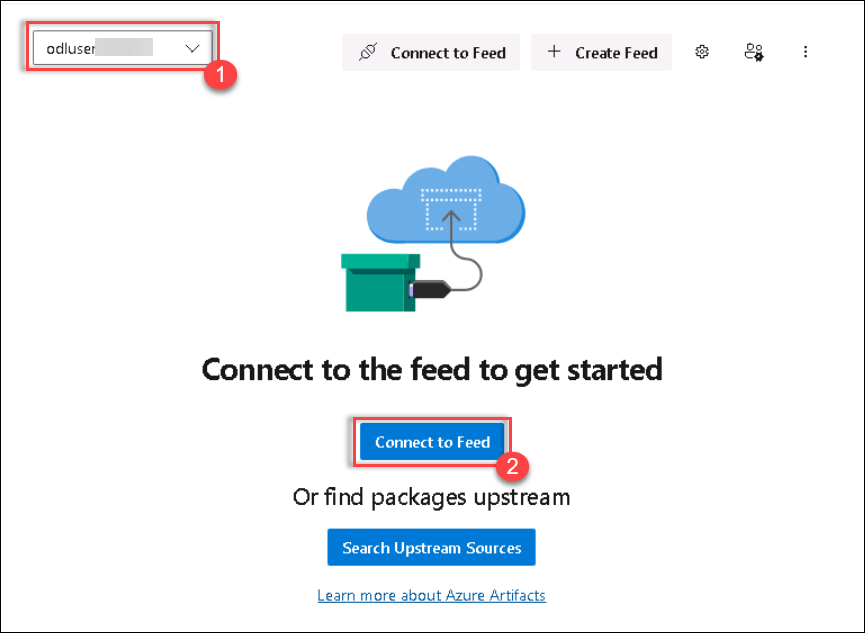 odluser
Connect to Feed
Create Feed
1
Connect to the feed to get started
Connect to Feed
2
Or find packages upstream
Search Upstream Sources
Learn more about Azure Artifacts